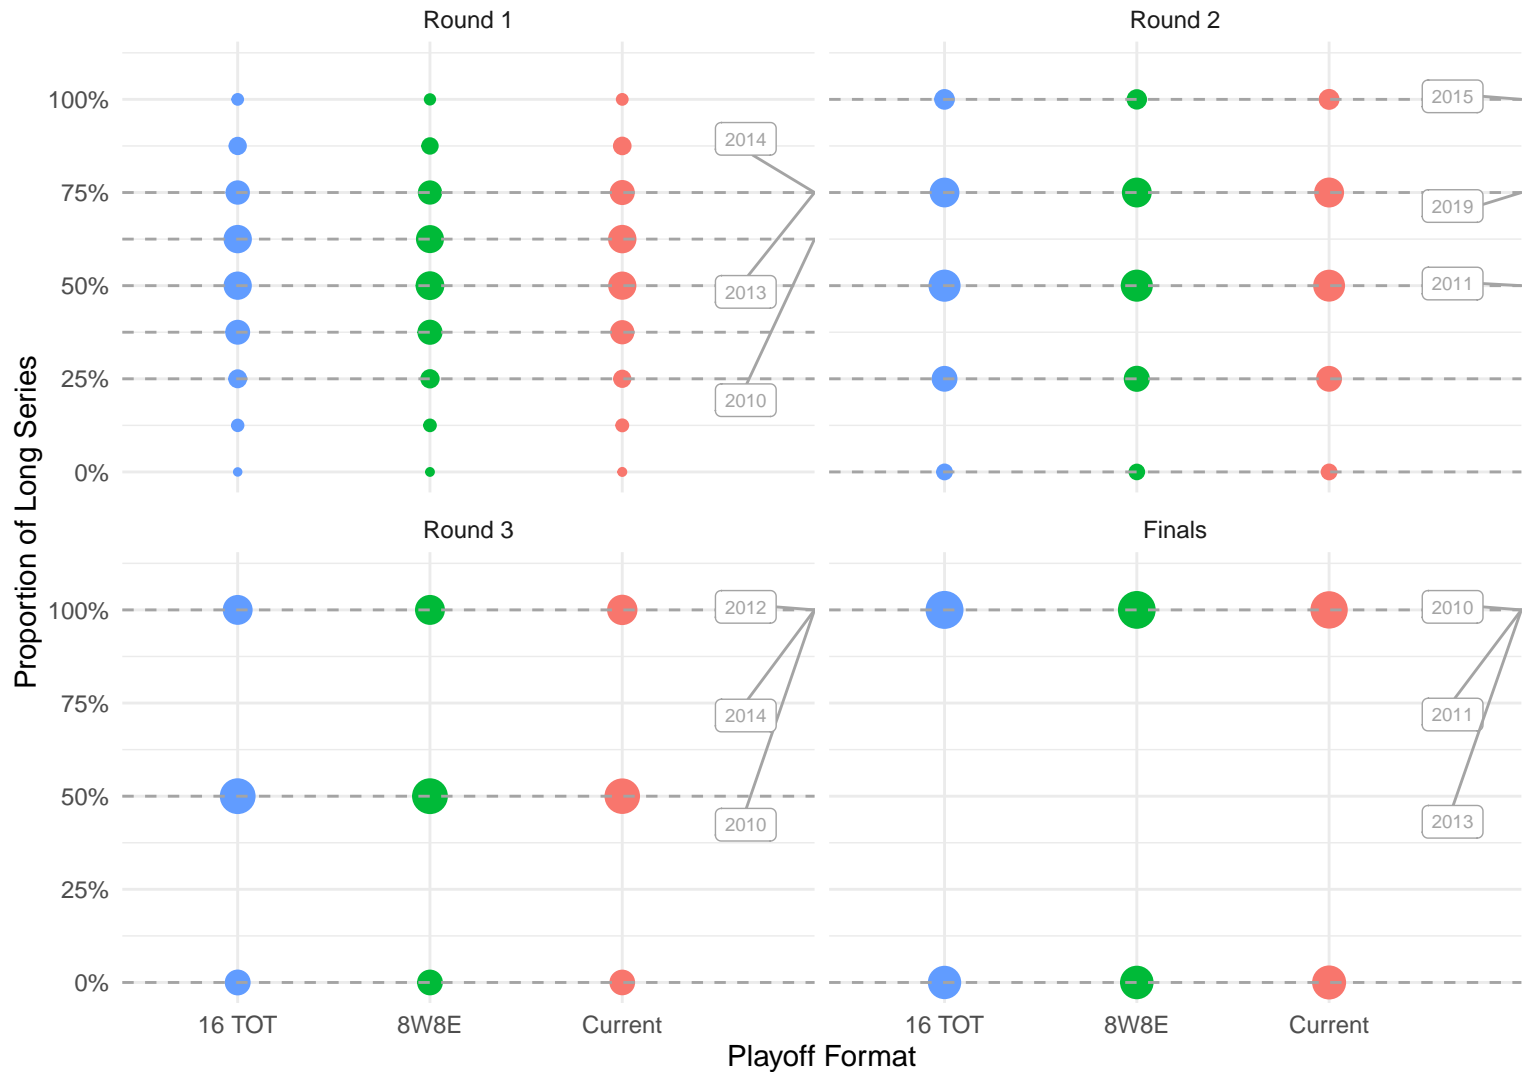 Round 1
Round 2
100%
75%
50%
25%
0%
2014
2013
2010
2015
2019
2011
Proportion of Long Series
Round 3
Finals
100%
75%
50%
25%
0%
2012
2014
2010
2010
2011
2013
16 TOT
8W8E
Current
16 TOT
8W8E
Current
Playoff Format